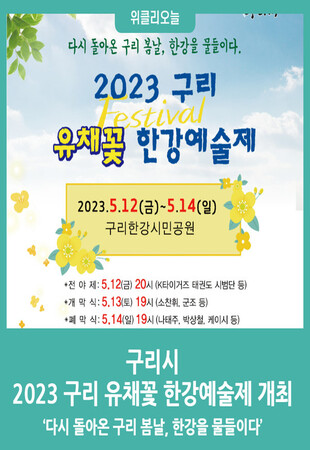 위클리오늘
다시 돌아온 구리 봄날, 한강을 물들이다.
2023 구리
Festival
유채꽃 한강예술제
2023.5.12(금)~5.14(일)
구리한강시민공원
*전 야 제: 5.12(금) 20시 (K타이거즈 태권도 시범단 등)
*개 막 식: 5.13(토) 19시 (소찬휘, 군조 등)
*폐 막 식: 5.14(일) 19시 (나태주, 박상철, 케이시 등)
구리시
2023 구리 유채꽃 한강예술제 개최
‘다시 돌아온 구리 봄날, 한강을 물들이다’